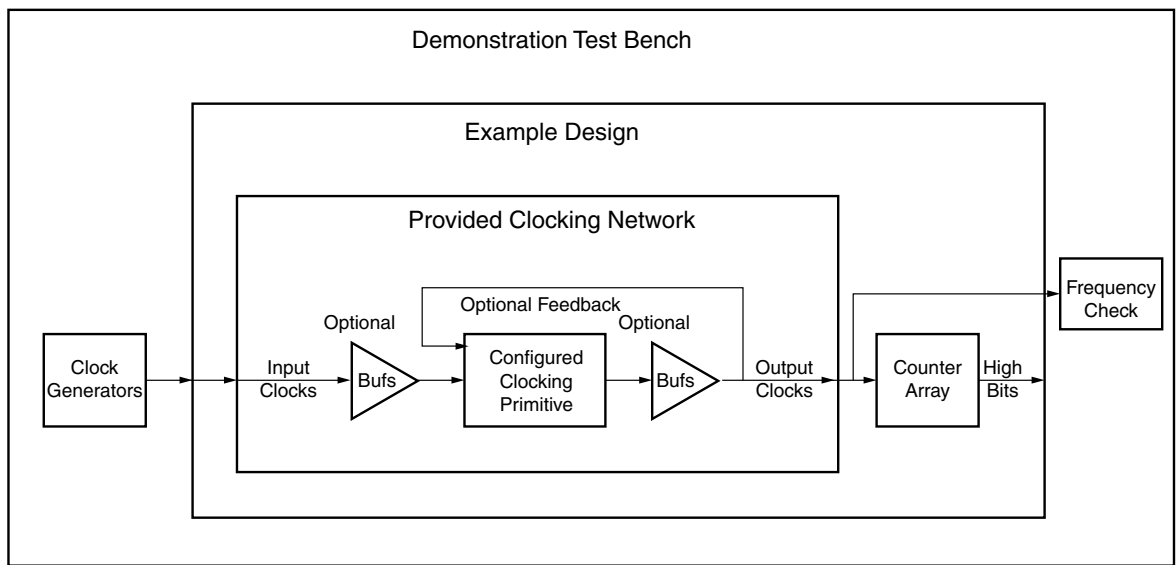 Demonstration Test Bench
Example Design
Provided Clocking Network
Optional Feedback
Optional
Optional
Frequency
Check
Clock
Generators
Input
Clocks
Bufs
Configured
Clocking
Primitive
Bufs
Output
Clocks
Counter
Array
High
Bits